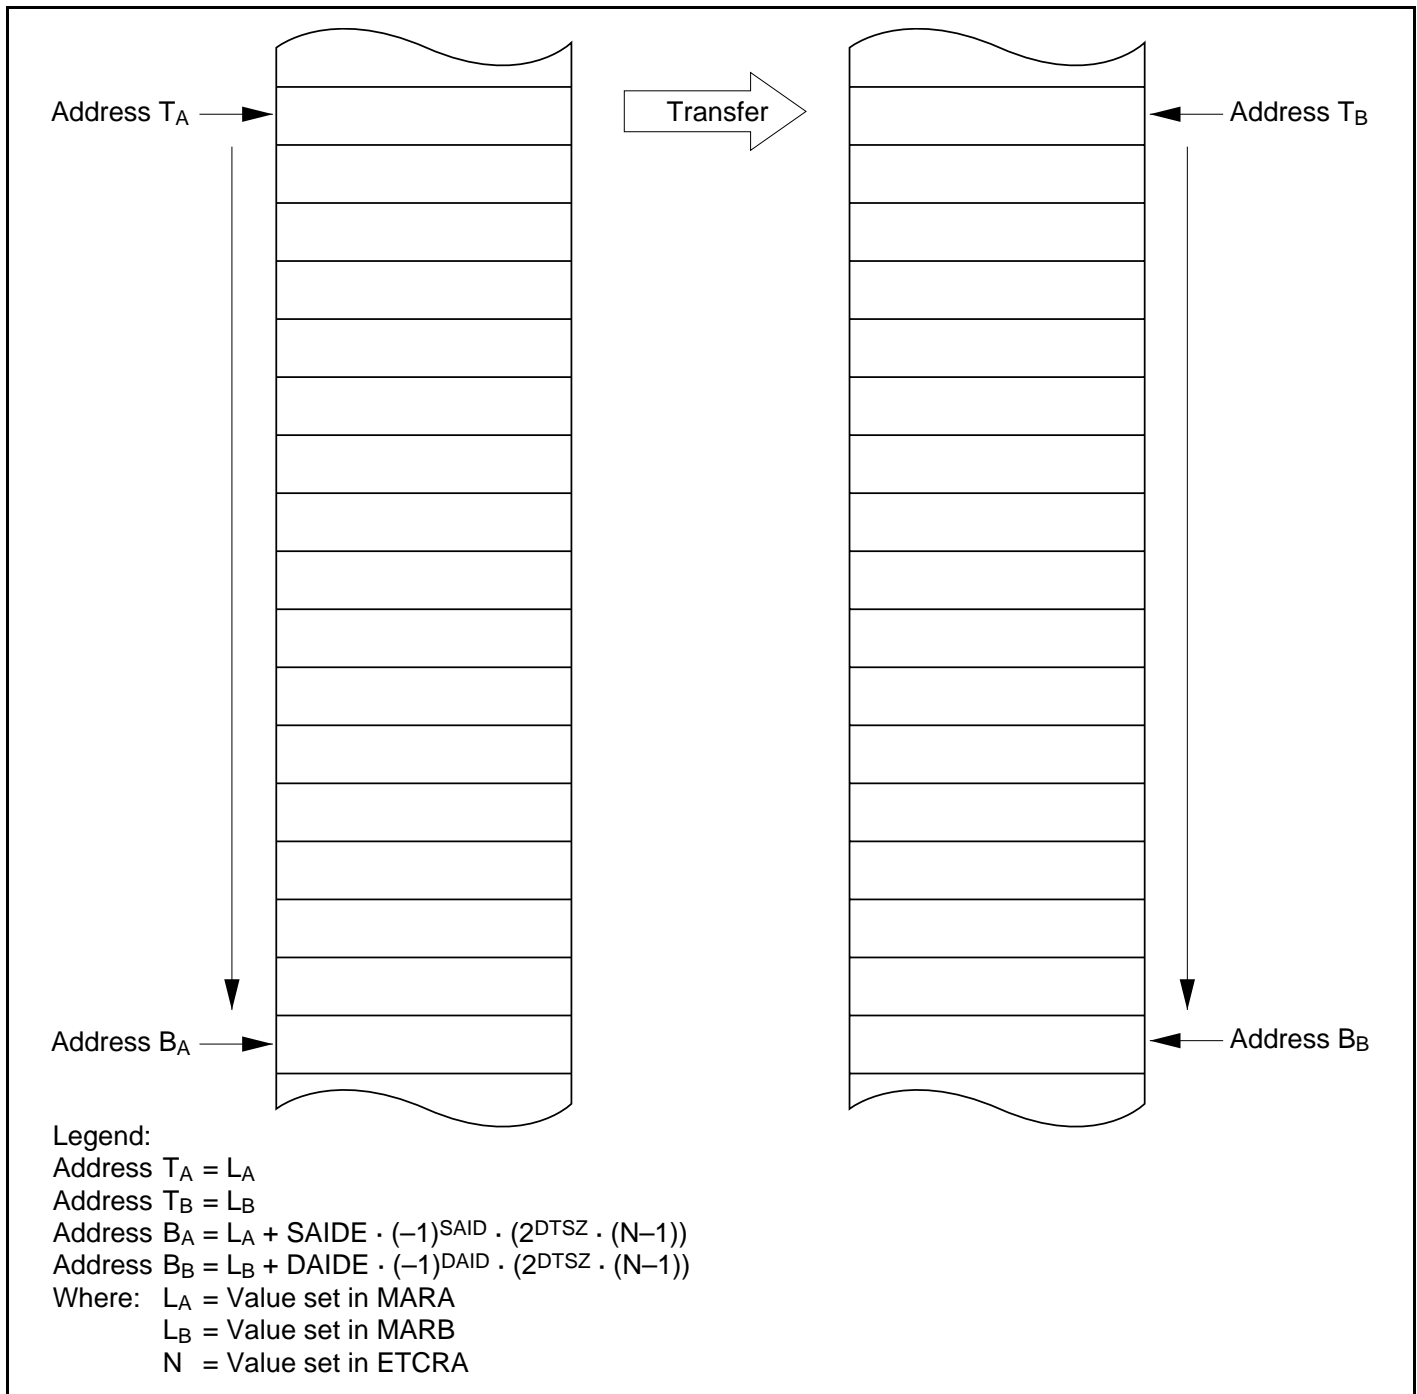 Address TA
Transfer
Address TB
Address BA
Address BB
Legend:
Address TA = LA
Address TB = LB
Address BA = LA + SAIDE · (–1)SAID · (2DTSZ · (N–1))
Address BB = LB + DAIDE · (–1)DAID · (2DTSZ · (N–1))
Where: LA = Value set in MARA
LB = Value set in MARB
N = Value set in ETCRA